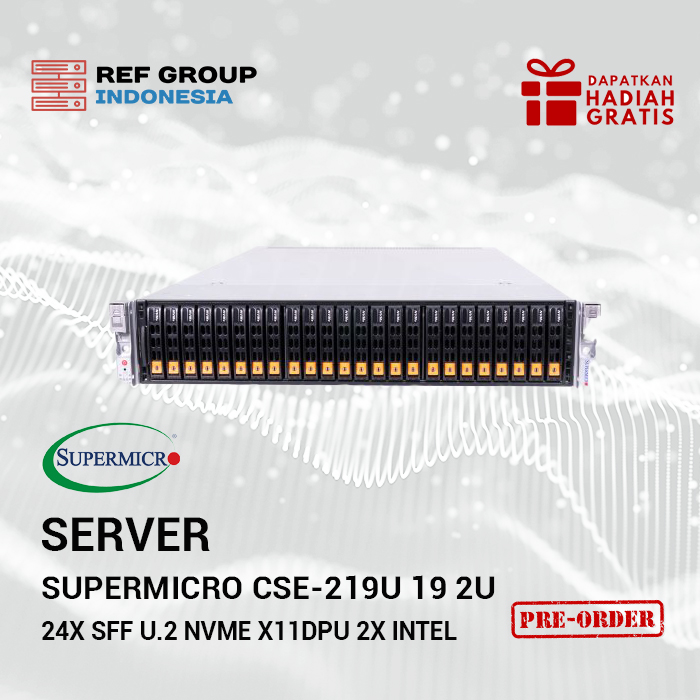 REF GROUP
INDONESIA
DAPATKAN
HADIAH
GRATIS
SUPERMICRO
SERVER
SUPERMICRO CSE-219U 19 2U
24X SFF U.2 NVME X11DPU 2X INTEL
PRE-ORDER